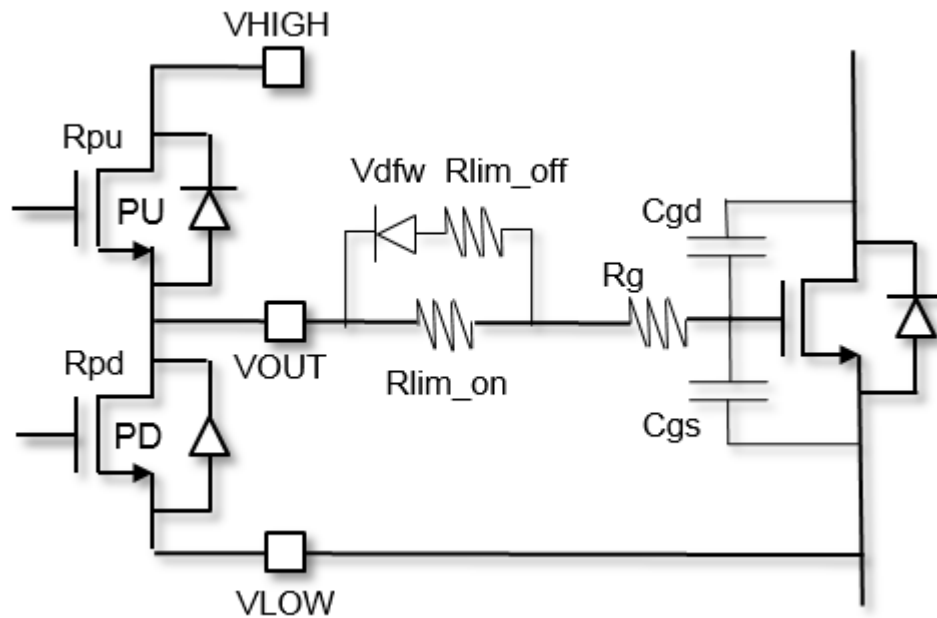 VHIGH
Rpu
PU
Vdfw
Rlim_off
Cgd
Rg
VOUT
Rlim_on
Rpd
PD
Cgs
VLOW